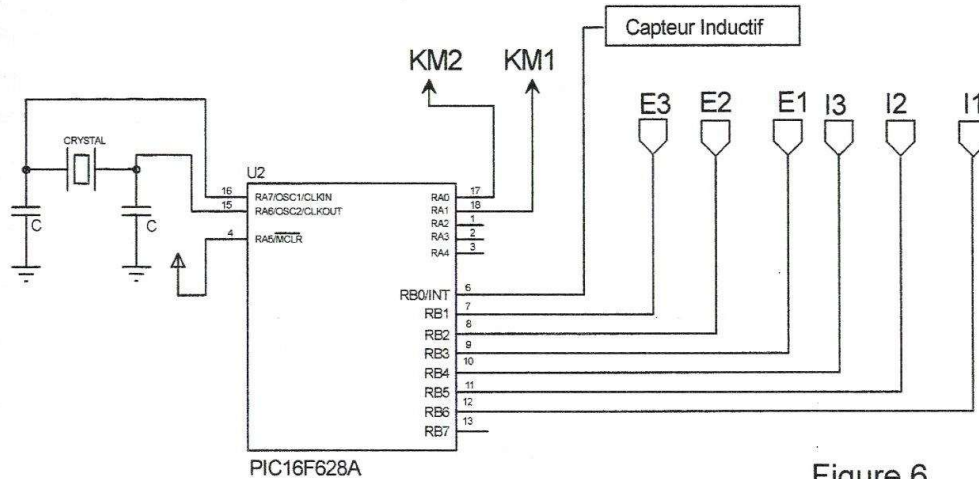 Capteur Inductif
KM2
KM1
E3
E2
E1
I3
I2
I1
CRYSTAL
C
C
U2
16
RA7/OSC1/CLKIN
15
RA6/OSC2/CLKOUT
4
RA5/MCLR
RA0
17
RA1
18
RA2
1
RA3
2
RA4
3
RB0/INT
6
RB1
7
RB2
8
RB3
9
RB4
10
RB5
11
RB6
12
RB7
13
PIC16F628A
Figure 6